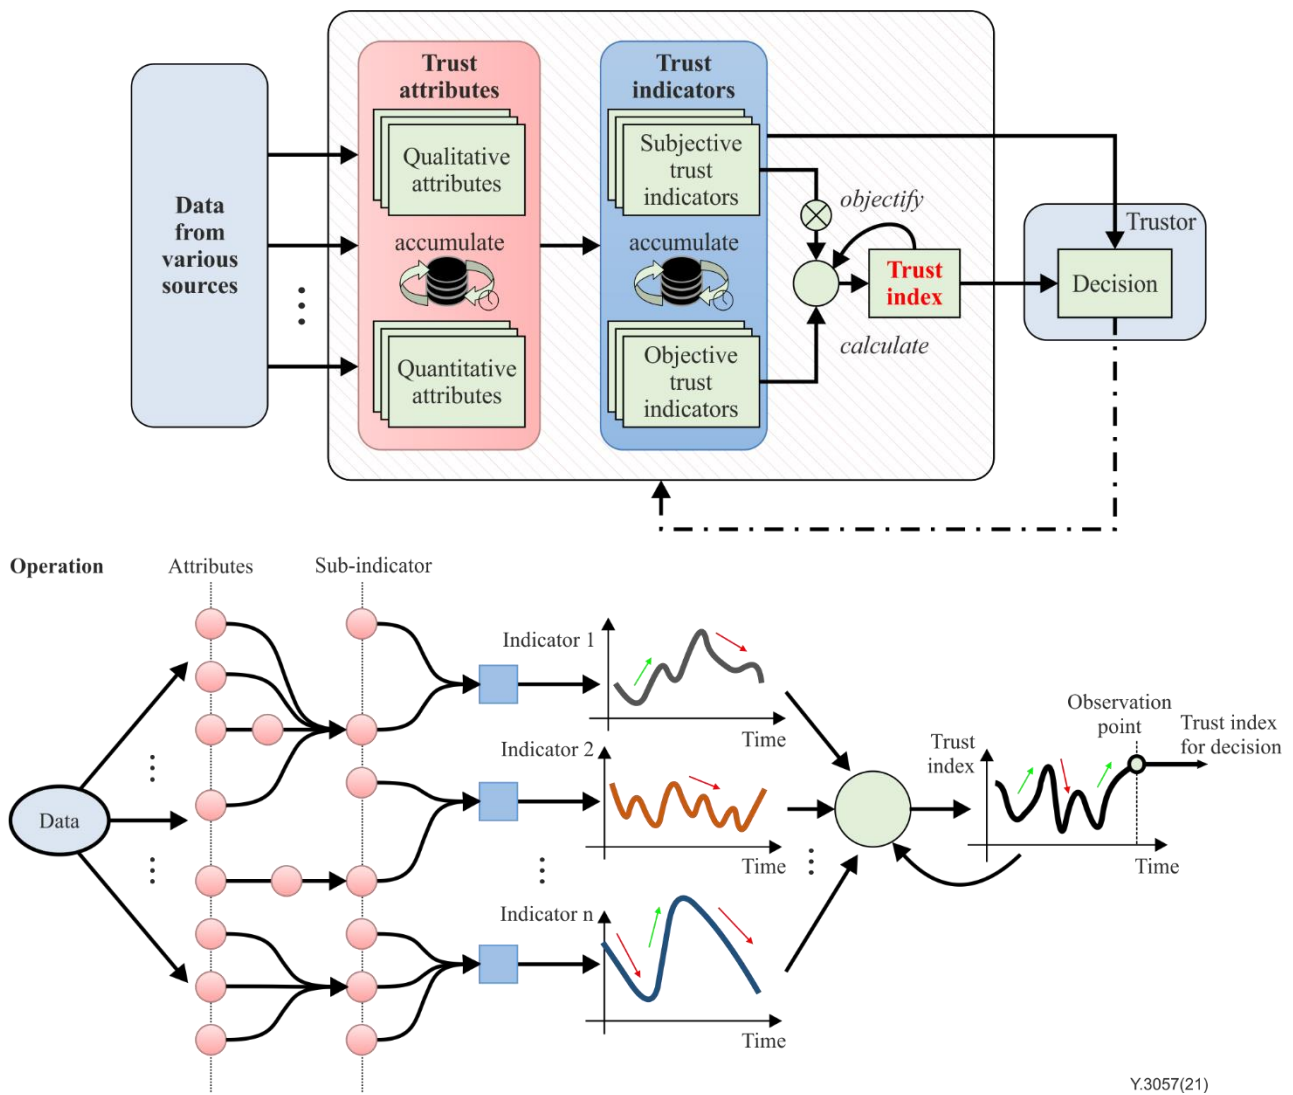 Trust
attributes
Trust
indicators
Qualitative
attributes
Subjective
trust
indicators
objectify
Data
from
various
sources
accumulate
accumulate
Trustor
Trust
index
Decision
Quantitative
attributes
Objective
trust
indicators
calculate
Operation
Attributes
Sub-indicator
Indicator 1
Time
Indicator 2
Time
Indicator n
Time
Data
Observation
point
Trust index
for decision
Trust
index
Time
Y.3057(21)